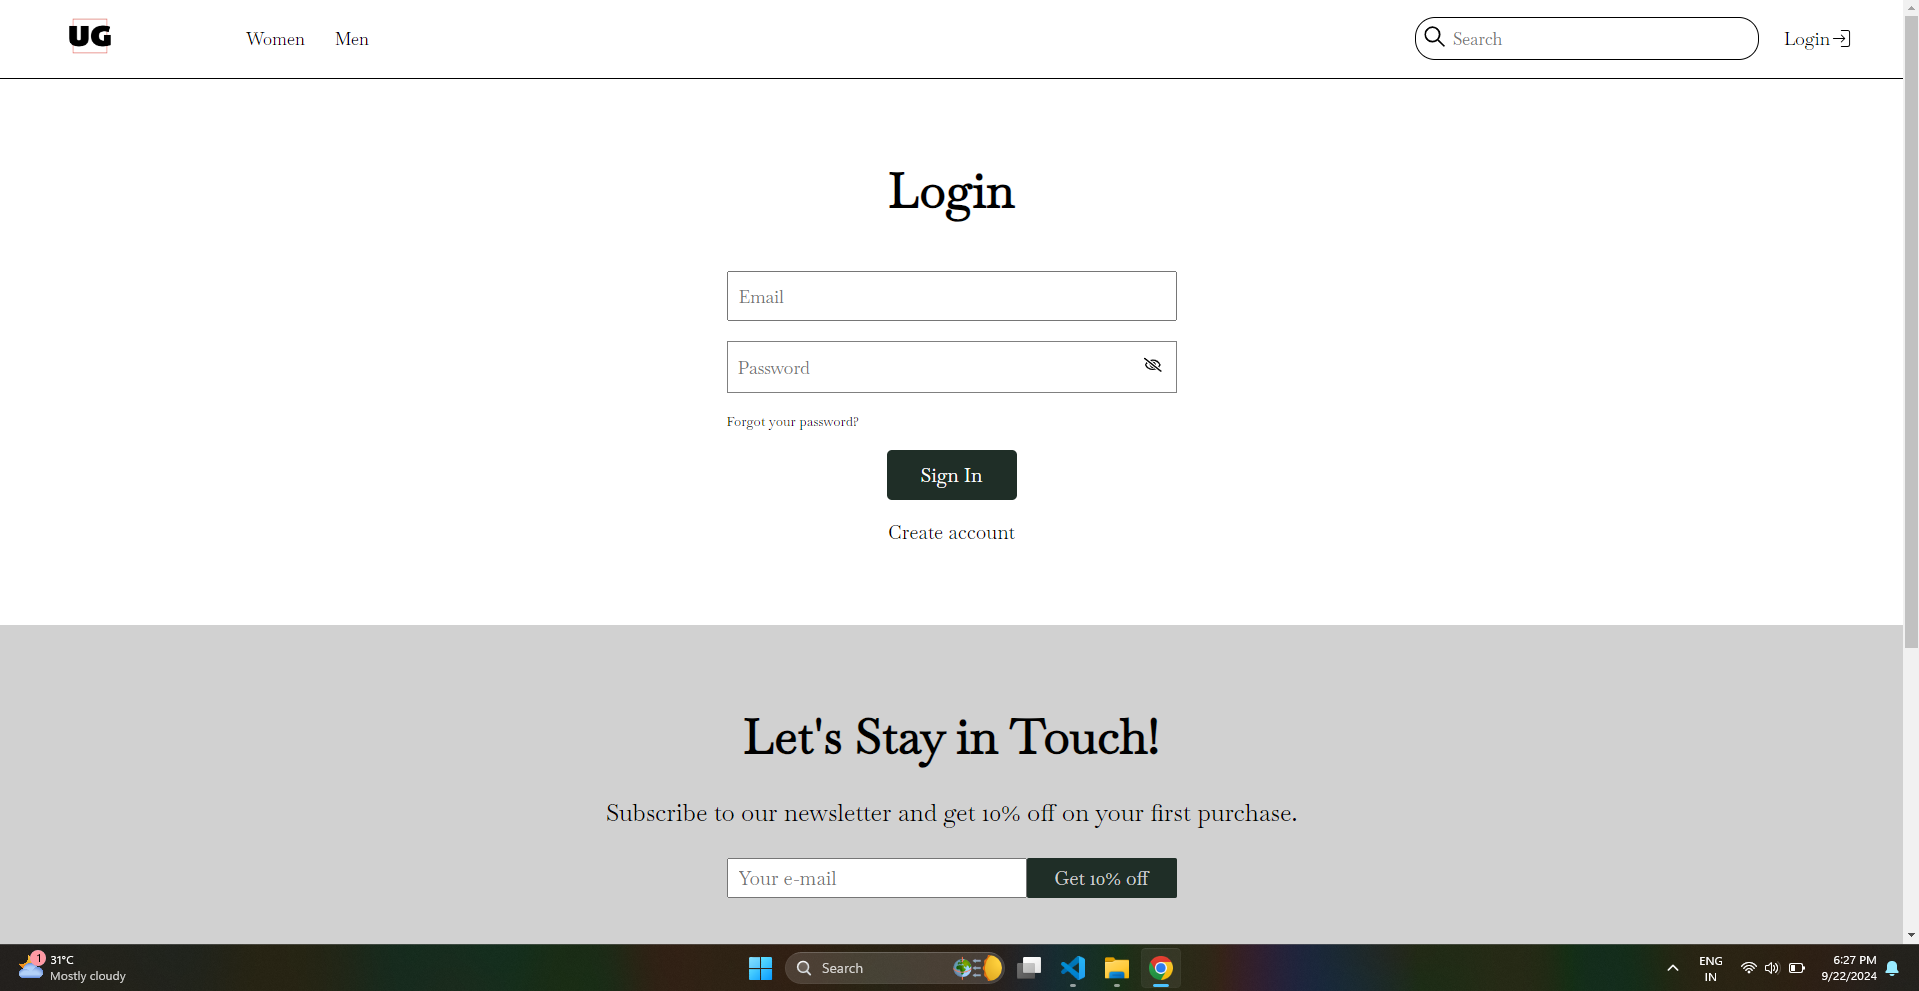 UG
Women
Men
Search
Login
Login
Email
Password
Forgot your password?
Sign In
Create account
Let's Stay in Touch!
Subscribe to our newsletter and get 10% off on your first purchase.
Your e-mail
Get 10% off
1
31°C
Mostly cloudy
Search
ENG
IN
6:27 PM
9/22/2024